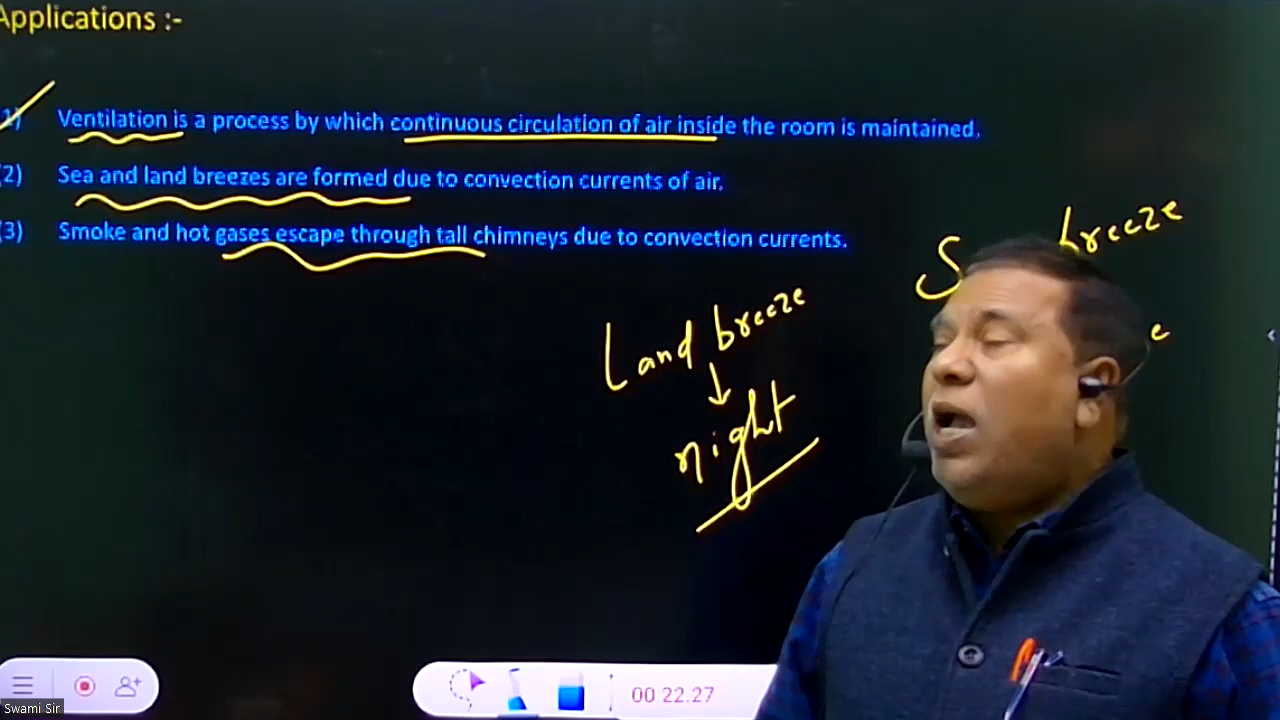 Applications :-
1) Ventilation is a process by which continuous circulation of air inside the room is maintained.
(2) Sea and land breezes are formed due to convection currents of air.
(3) Smoke and hot gases escape through tall chimneys due to convection currents.
breeze
Land breeze
night
00 22.27
Swami Sir